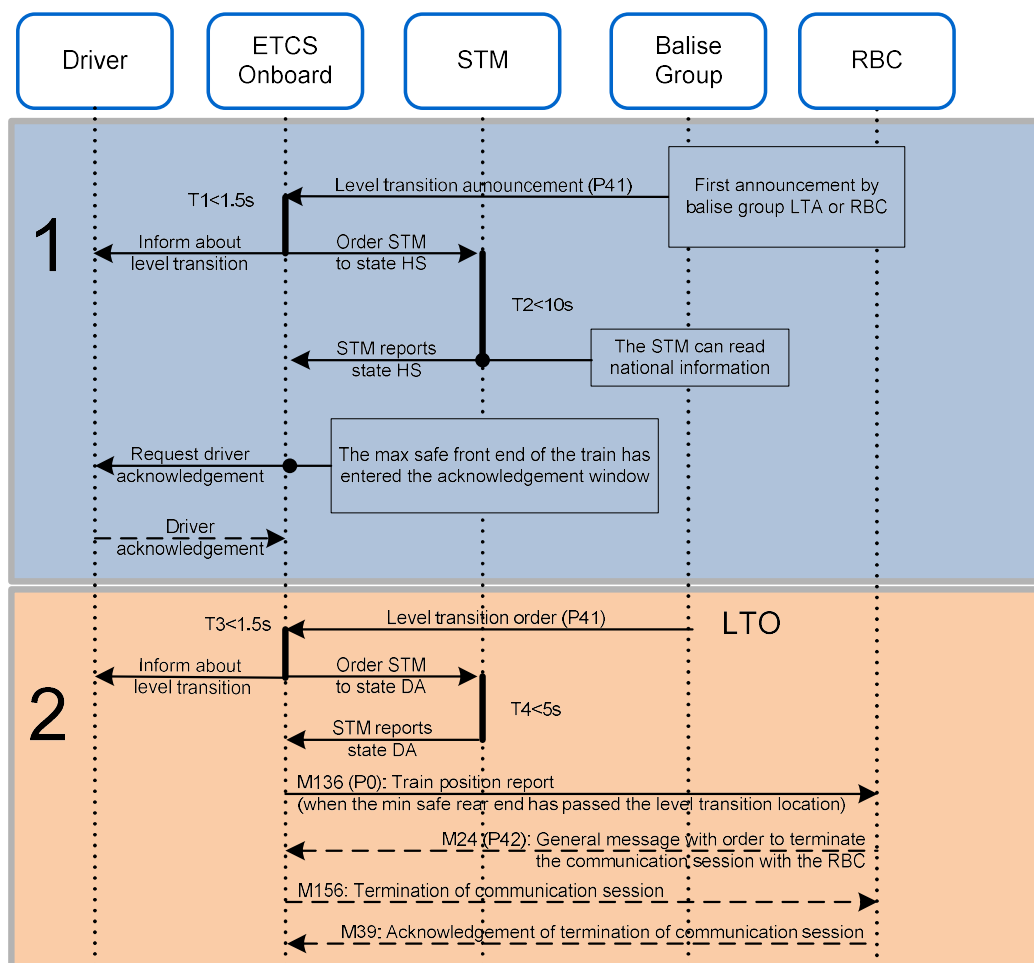 Driver
ETCS
Onboard
STM
Balise
Group
RBC
1
Level transition aunouncement (P41)
First announcement by
balise group LTA or RBC
T1<1.5s
Inform about
level transition
Order STM
to state HS
T2<10s
STM reports
state HS
The STM can read
national information
Request driver
acknowledgement
The max safe front end of the train has
entered the acknowledgement window
Driver
acknowledgement
2
T3<1.5s
Level transition order (P41)
LTO
Inform about
level transition
Order STM
to state DA
T4<5s
STM reports
state DA
M136 (P0): Train position report
(when the min safe rear end has passed the level transition location)
M24 (P42): General message with order to terminate
the communication session with the RBC
M156: Termination of communication session
M39: Acknowledgement of termination of communication session